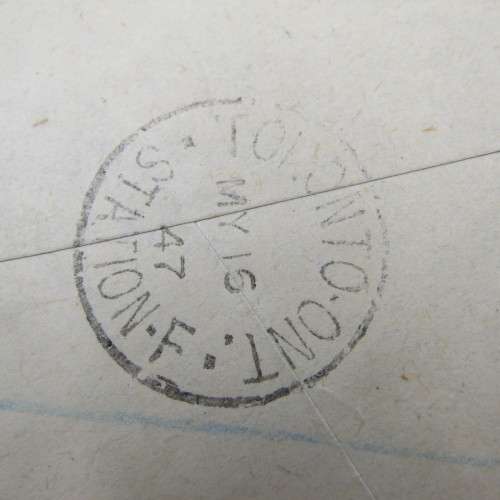 TORONTO·ONT.
MY 16
47
STATION·F·